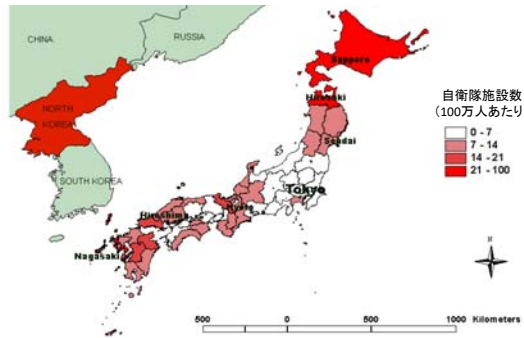 CHINA
RUSSIA
NORTH
KOREA
SOUTH KOREA
Sapporo
Hirosaki
Sendai
Tokyo
Kyoto
Hiroshima
Nagasaki
自衛隊施設数
(100万人あたり
0 - 7
7 - 14
14 - 21
21 - 100
N
500 0 500 1000 Kilometers